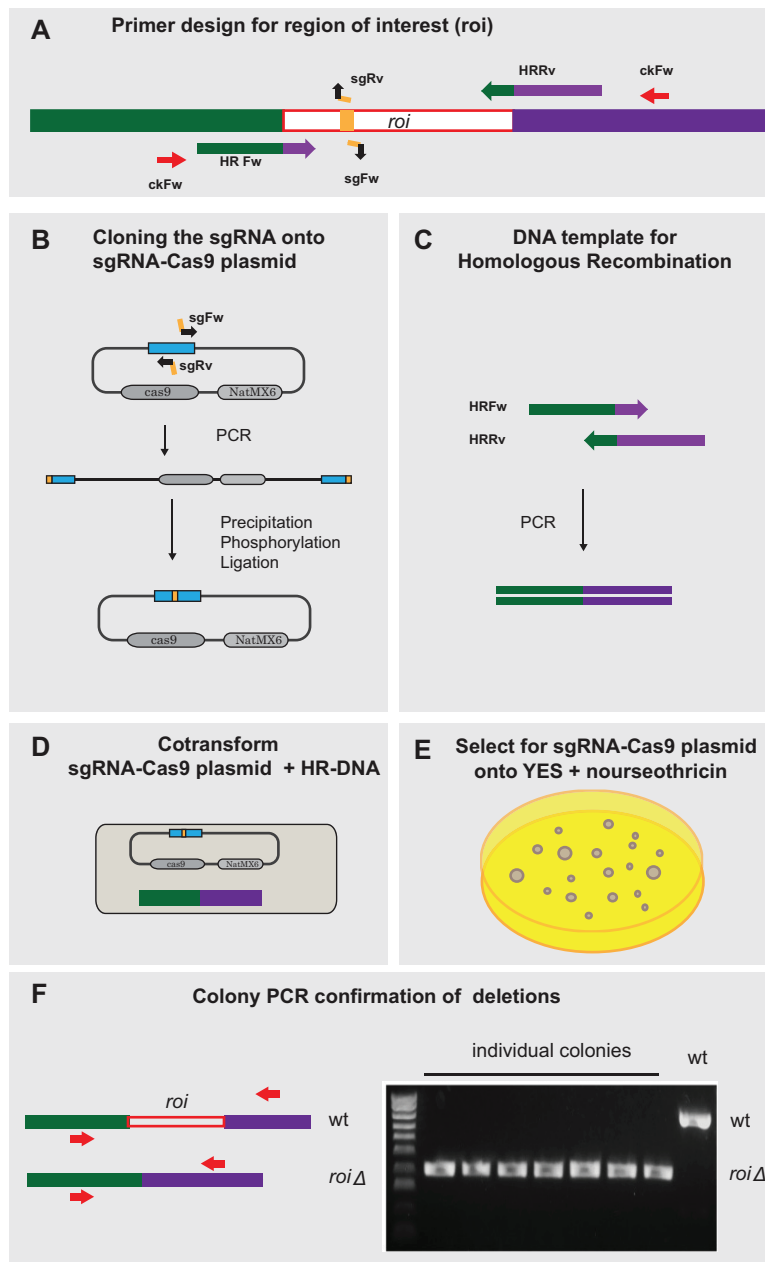 A
Primer design for region of interest (roi)
sgRv
HRRv
ckFw
roi
HR Fw
sgFw
ckFw
B
Cloning the sgRNA onto
sgRNA-Cas9 plasmid
sgFw
sgRv
cas9
NatMX6
PCR
Precipitation
Phosphorylation
Ligation
cas9
NatMX6
C
DNA template for
Homologous Recombination
HRFw
HRRv
PCR
D
Cotransform
sgRNA-Cas9 plasmid + HR-DNA
cas9
NatMX6
E
Select for sgRNA-Cas9 plasmid
onto YES + nourseothricin
F
Colony PCR confirmation of deletions
roi
wt
roi Δ
individual colonies
wt
wt
roi Δ